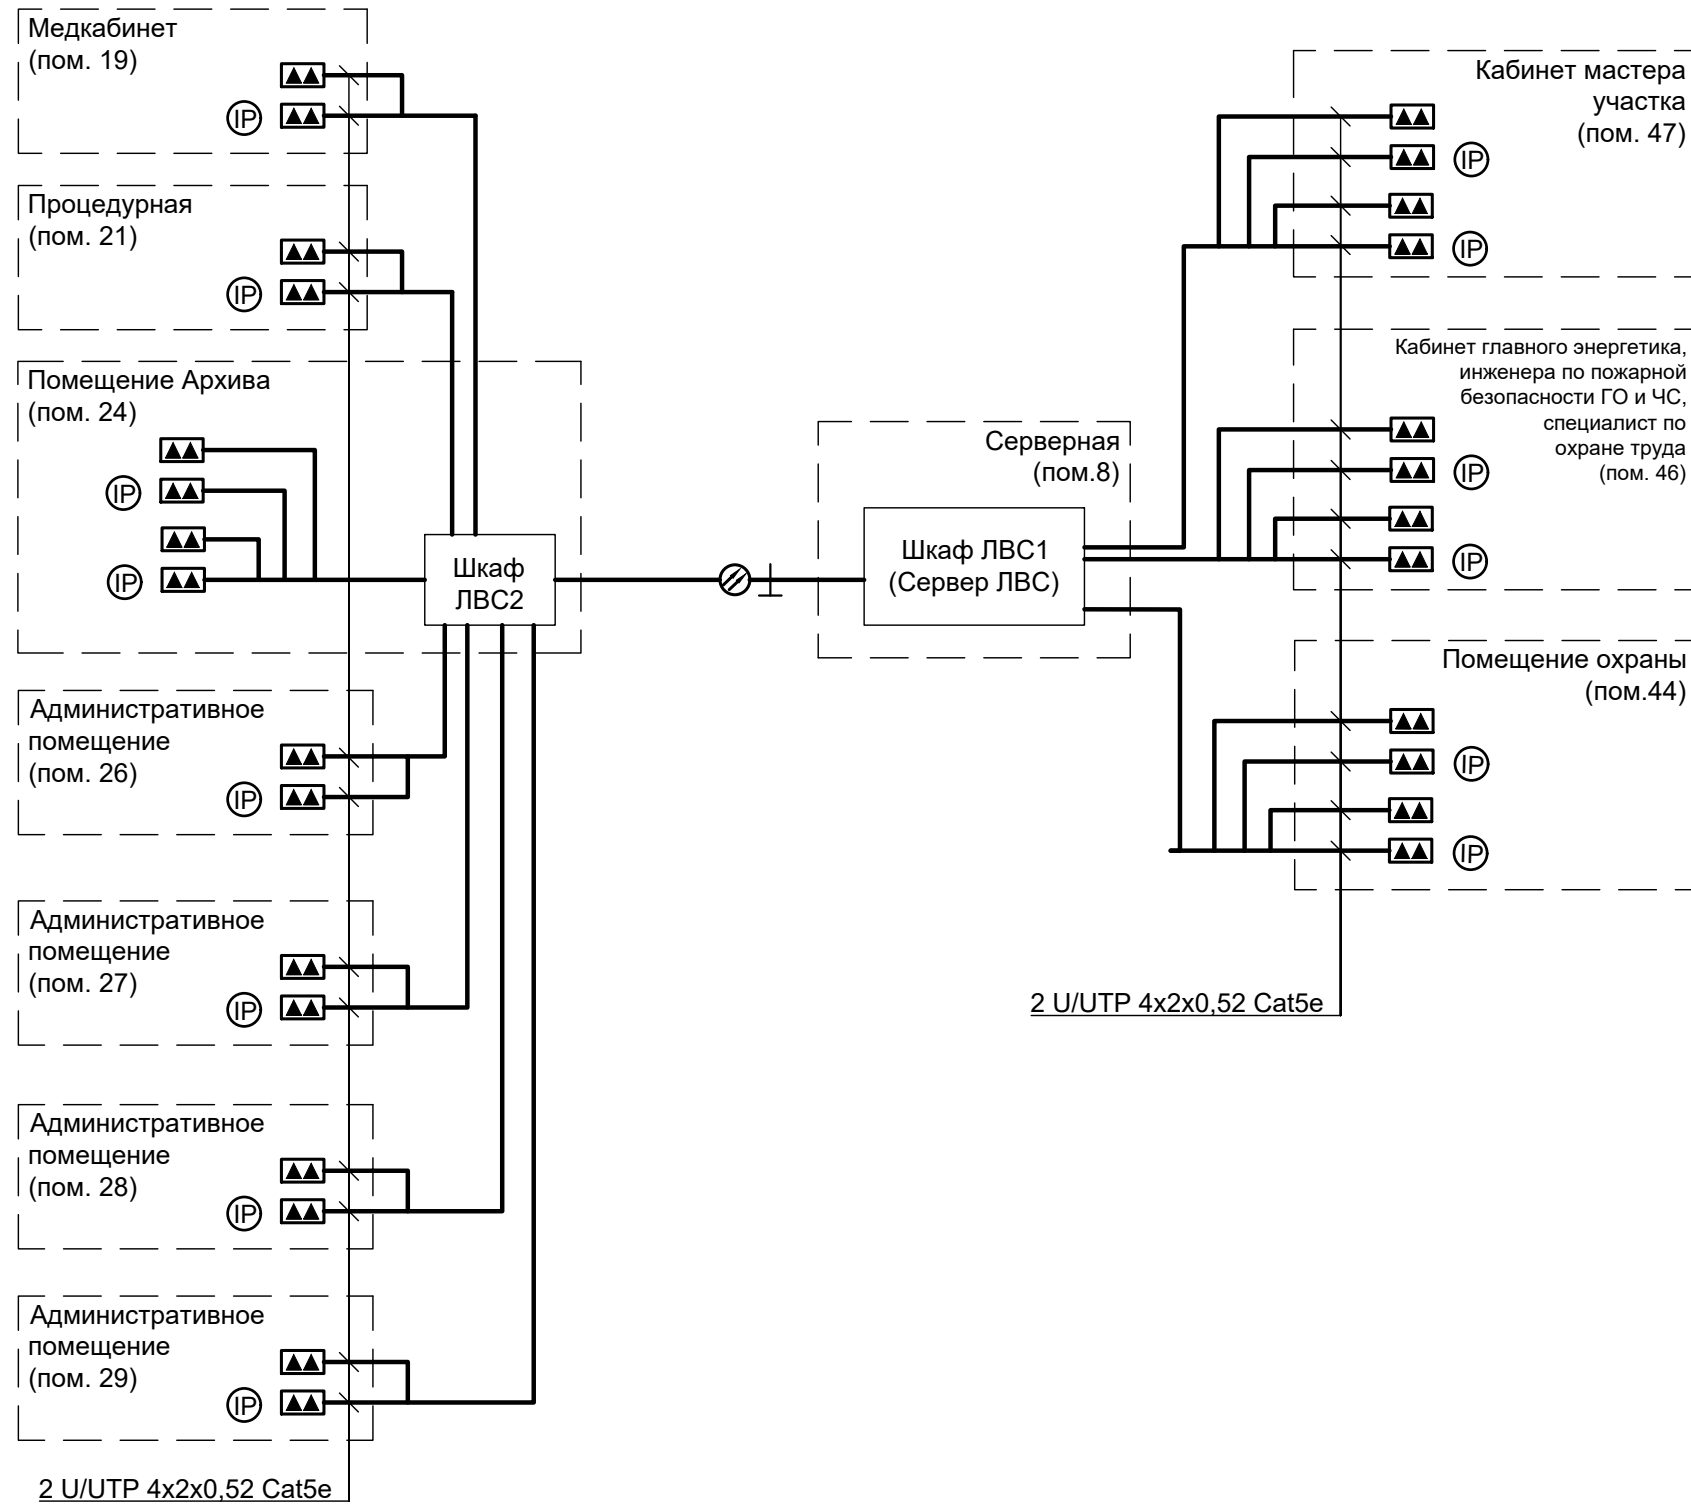 Медкабинет
(пом. 19)
IP
Процедурная
(пом. 21)
IP
Помещение Архива
(пом. 24)
IP
IP
Шкаф
ЛВС2
Административное
помещение
(пом. 26)
IP
Административное
помещение
(пом. 27)
IP
Административное
помещение
(пом. 28)
IP
Административное
помещение
(пом. 29)
IP
2 U/UTP 4x2x0,52 Cat5e
Серверная
(пом.8)
Шкаф ЛВС1
(Сервер ЛВС)
Кабинет мастера
участка
(пом. 47)
IP
IP
Кабинет главного энергетика,
инженера по пожарной
безопасности ГО и ЧС,
специалист по
охране труда
(пом. 46)
IP
IP
Помещение охраны
(пом.44)
IP
IP
2 U/UTP 4x2x0,52 Cat5e